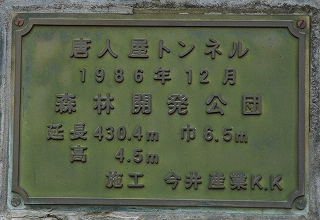 唐人屋トンネル
1986年12月
森林開発公団
延長430.4m 巾6.5m
高 4.5m
施工 今井産業K.K